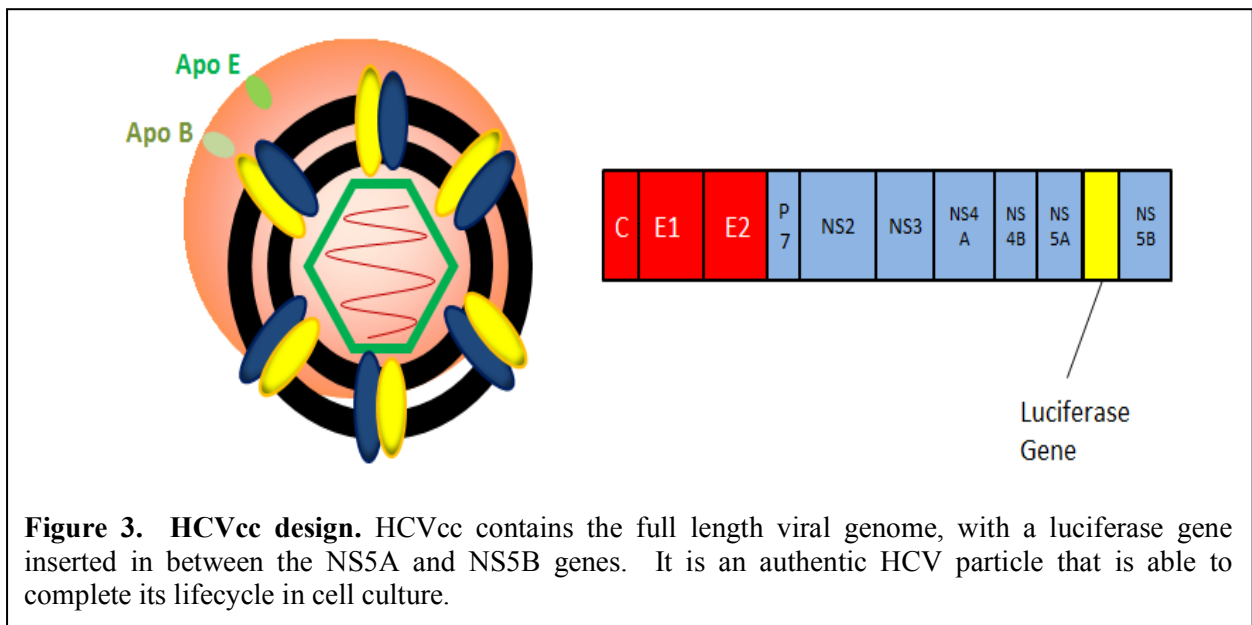 Apo E
Apo B
C E1 E2 P 7 NS2 NS3 NS4 A NS 4B NS 5A NS 5B
Luciferase
Gene
Figure 3. HCVcc design. HCVcc contains the full length viral genome, with a luciferase gene
inserted in between the NS5A and NS5B genes. It is an authentic HCV particle that is able to
complete its lifecycle in cell culture.